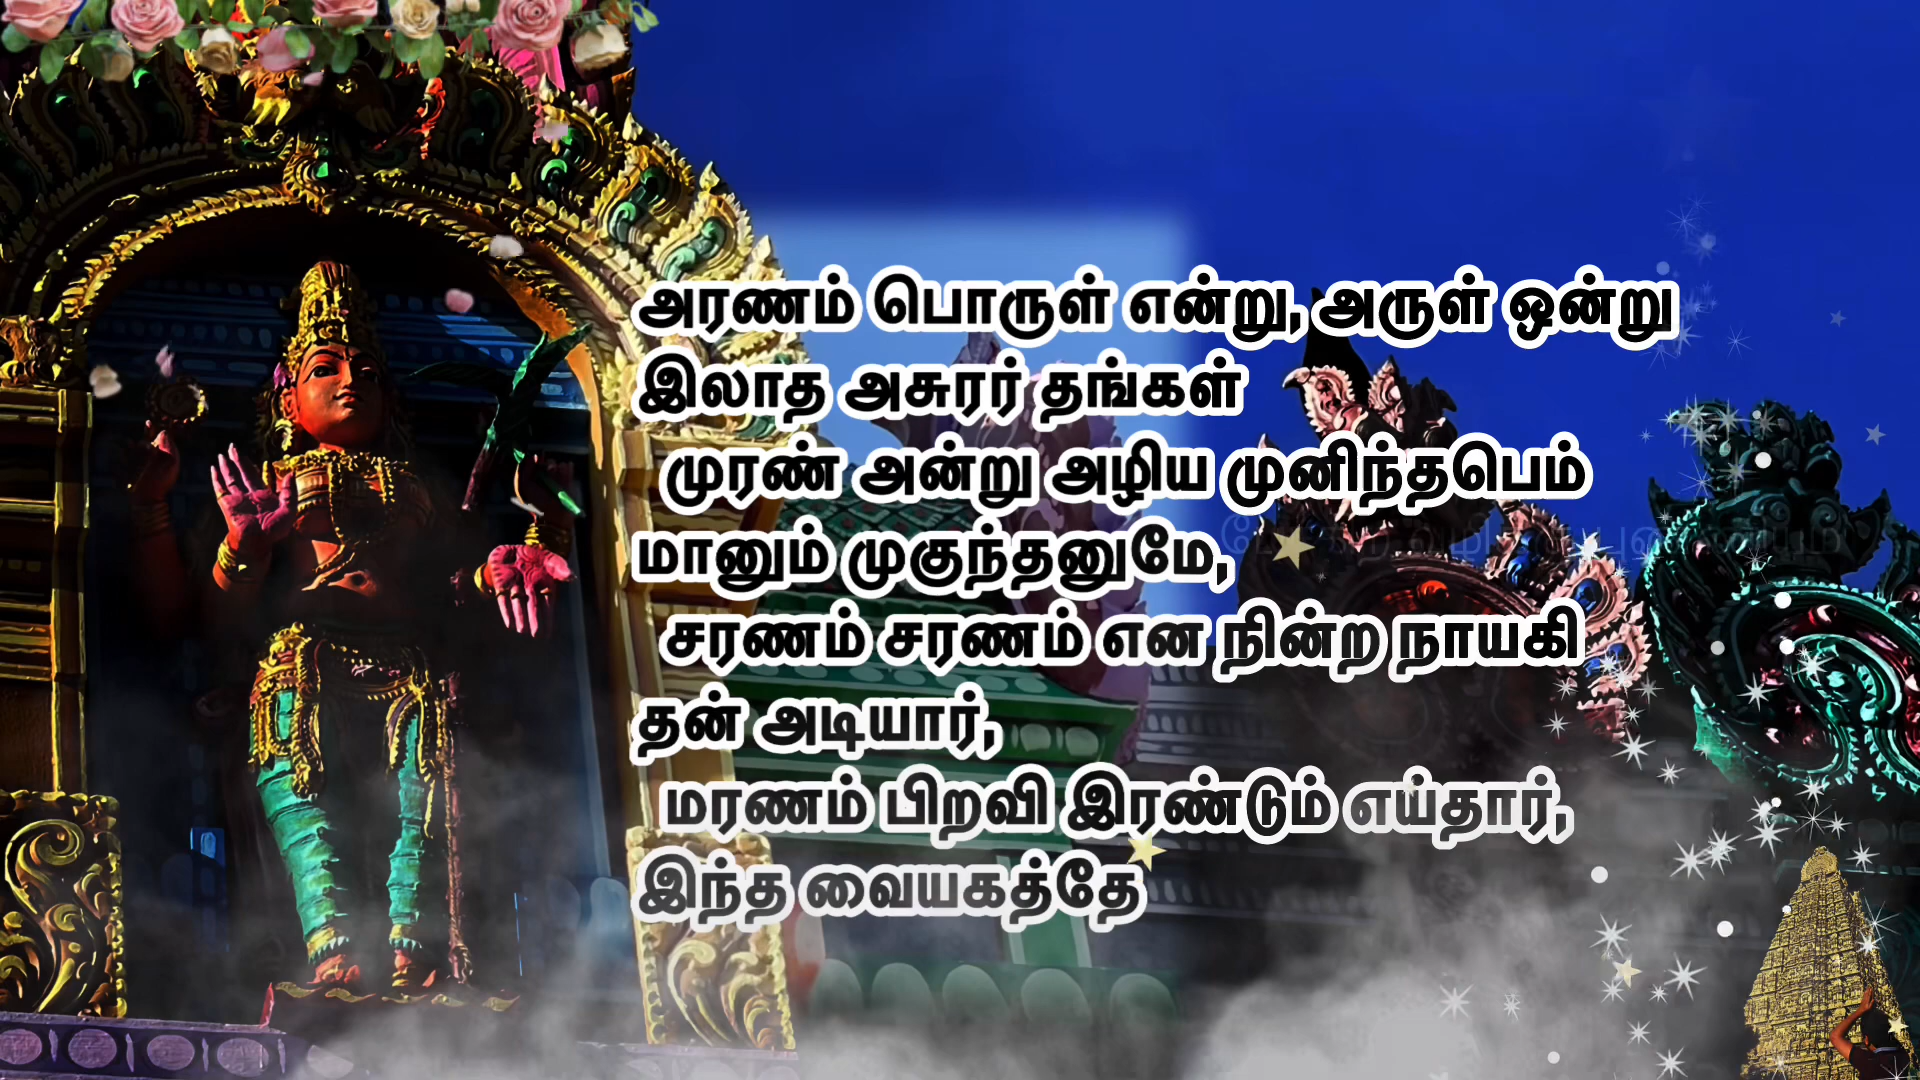 அரணம் பொருள் என்று, அருள் ஒன்று
இலாத அசுரர் தங்கள்
முரண் அன்று அழிய முனிந்தபெம்
மானும் முகுந்தனுமே,
சரணம் சரணம் என நின்ற நாயகி
தன் அடியார்,
மரணம் பிறவி இரண்டும் எய்தார்,
இந்த வையகத்தே